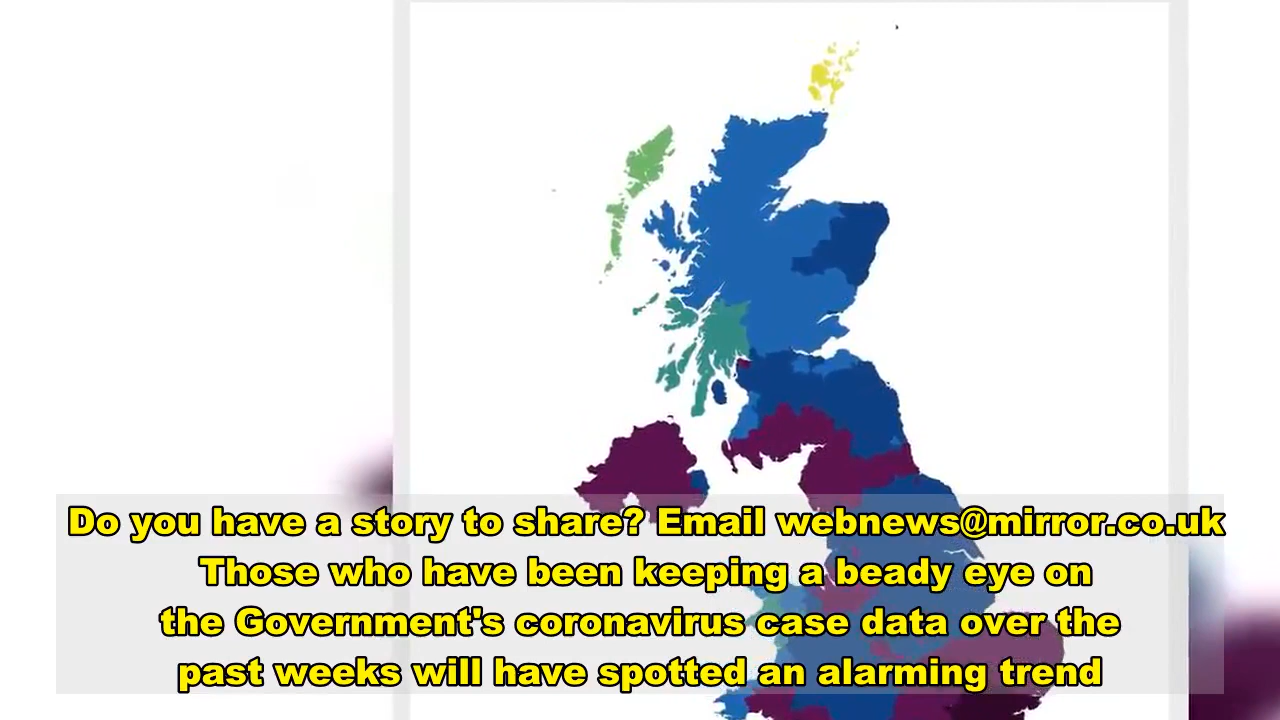 Do you have a story to share? Email webnews@mirror.co.uk
Those who have been keeping a beady eye on
the Government's coronavirus case data over the
past weeks will have spotted an alarming trend